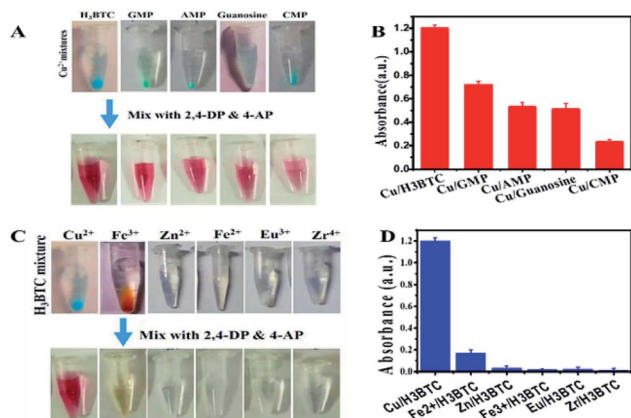 A
H₃BTC GMP AMP Guanosine CMP
Cu²⁺mixtures
Mix with 2,4-DP & 4-AP
B
Absorbance(a.u.)
1.2
1.0
0.8
0.6
0.4
0.2
Cu/H3BTC
Cu/GMP
Cu/AMP
Cu/Guanosine
Cu/CMP
C
Cu²⁺ Fe³⁺ Zn²⁺ Fe²⁺ Eu³⁺ Zr⁴⁺
H₃BTC mixture
Mix with 2,4-DP & 4-AP
D
Absorbance (a.u.)
1.2
1.0
0.8
0.6
0.4
0.2
0.0
Cu/H3BTC
Fe2+/H3BTC
Zn/H3BTC
Fe3+/H3BTC
Eu/H3BTC
Zr/H3BTC